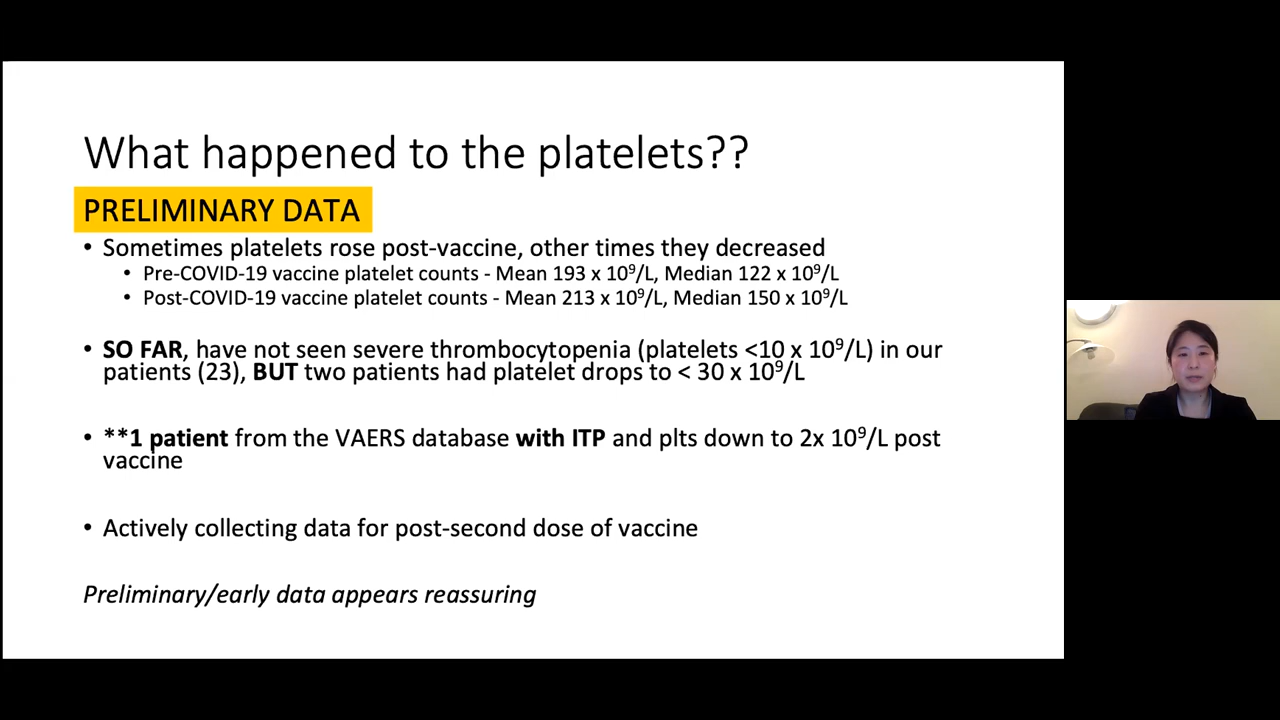 What happened to the platelets??
PRELIMINARY DATA
• Sometimes platelets rose post-vaccine, other times they decreased
• Pre-COVID-19 vaccine platelet counts - Mean 193 x 10⁹/L, Median 122 x 10⁹/L
• Post-COVID-19 vaccine platelet counts - Mean 213 x 10⁹/L, Median 150 x 10⁹/L
• SO FAR, have not seen severe thrombocytopenia (platelets <10 x 10⁹/L) in our
patients (23), BUT two patients had platelet drops to < 30 x 10⁹/L
• **1 patient from the VAERS database with ITP and plts down to 2x 10⁹/L post
vaccine
• Actively collecting data for post-second dose of vaccine
Preliminary/early data appears reassuring